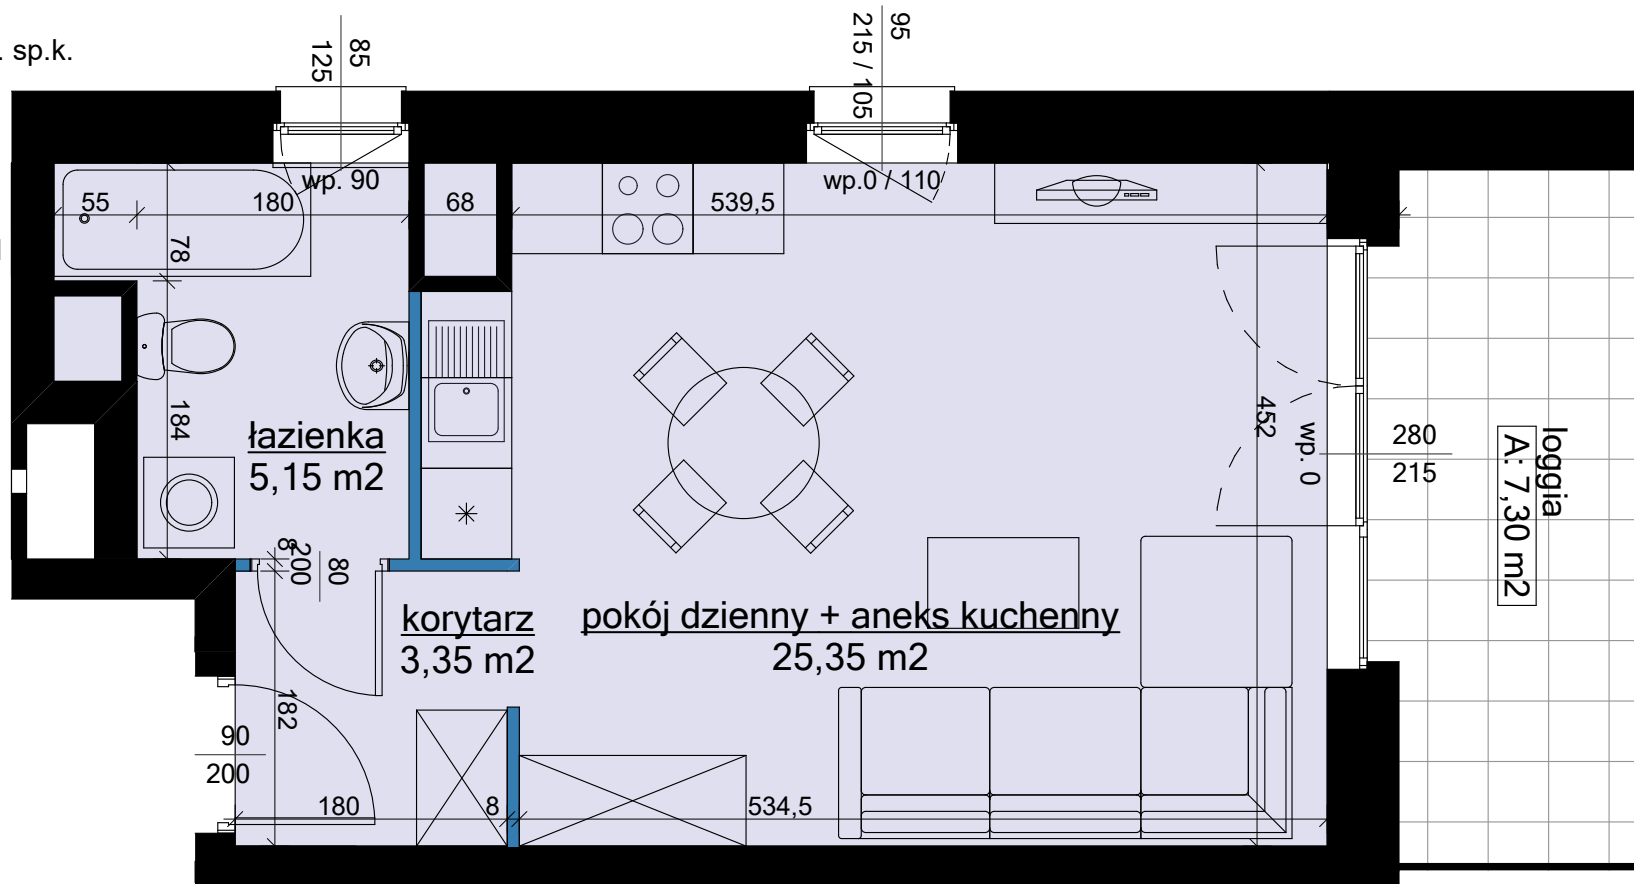 . sp.k.
85
125
95
215 / 105
wp. 90
wp.0 / 110
55
180
68
539,5
78
184
łazienka
5,15 m2
452
wp. 0
280
215
loggia
A: 7,30 m2
8
200
80
korytarz
3,35 m2
pokój dzienny + aneks kuchenny
25,35 m2
182
90
200
180
8
534,5